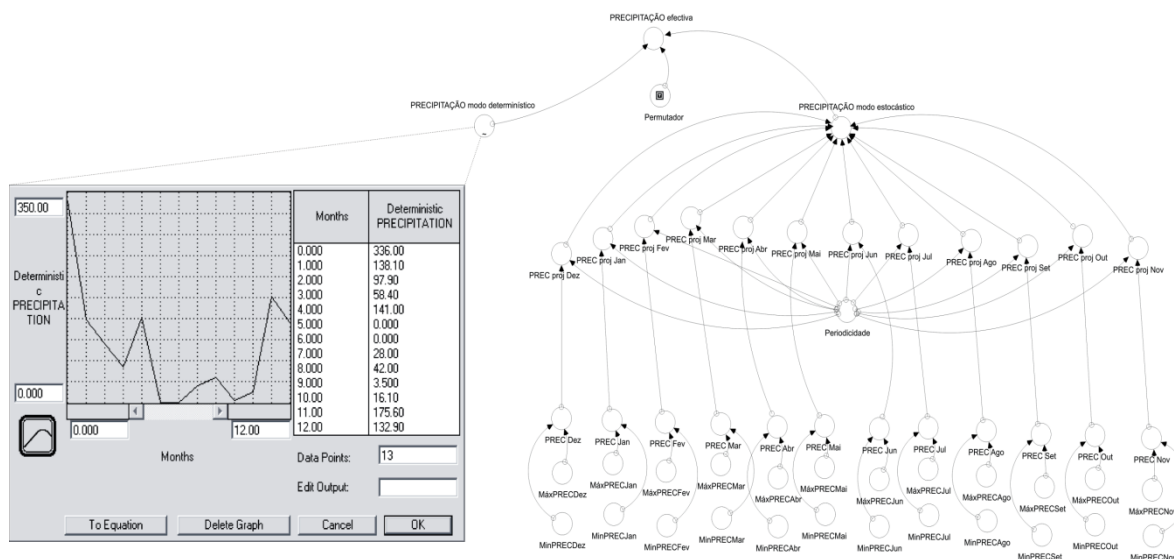 PRECIPITAÇÃO efectiva
PRECIPITAÇÃO modo determinístico
Permutador
PRECIPITAÇÃO modo estocástico
350.00
Deterministi
c
PRECIPITA
TION
0.000
0.000
12.00
Months
Months Deterministic PRECIPITATION
0.000 336.00
1.000 138.10
2.000 97.90
3.000 58.40
4.000 141.00
5.000 0.000
6.000 0.000
7.000 28.00
8.000 42.00
9.000 3.500
10.00 16.10
11.00 175.60
12.00 132.90
Data Points: 13
Edit Output:
To Equation Delete Graph Cancel OK
PREC proj Dez PREC proj Jan PREC proj Fev PREC proj Mar PREC proj Abr PREC proj Mai PREC proj Jun PREC proj Jul PREC proj Ago PREC proj Set PREC proj Out PREC proj Nov
Periodicidade
PREC Dez PREC Jan PREC Fev PREC Mar PREC Abr PREC Mai PREC Jun PREC Jul PREC Ago PREC Set PREC Out PREC Nov
MáxPRECDez MáxPRECJan MáxPRECFev MáxPRECMar MáxPRECAbr MáxPRECMai MáxPRECJun MáxPRECJul MáxPRECAgo MáxPRECSet MáxPRECOut MáxPRECNov
MinPRECDez MinPRECJan MinPRECFev MinPRECMar MinPRECAbr MinPRECMai MinPRECJun MinPRECJul MinPRECAgo MinPRECSet MinPRECOut MinPRECNov